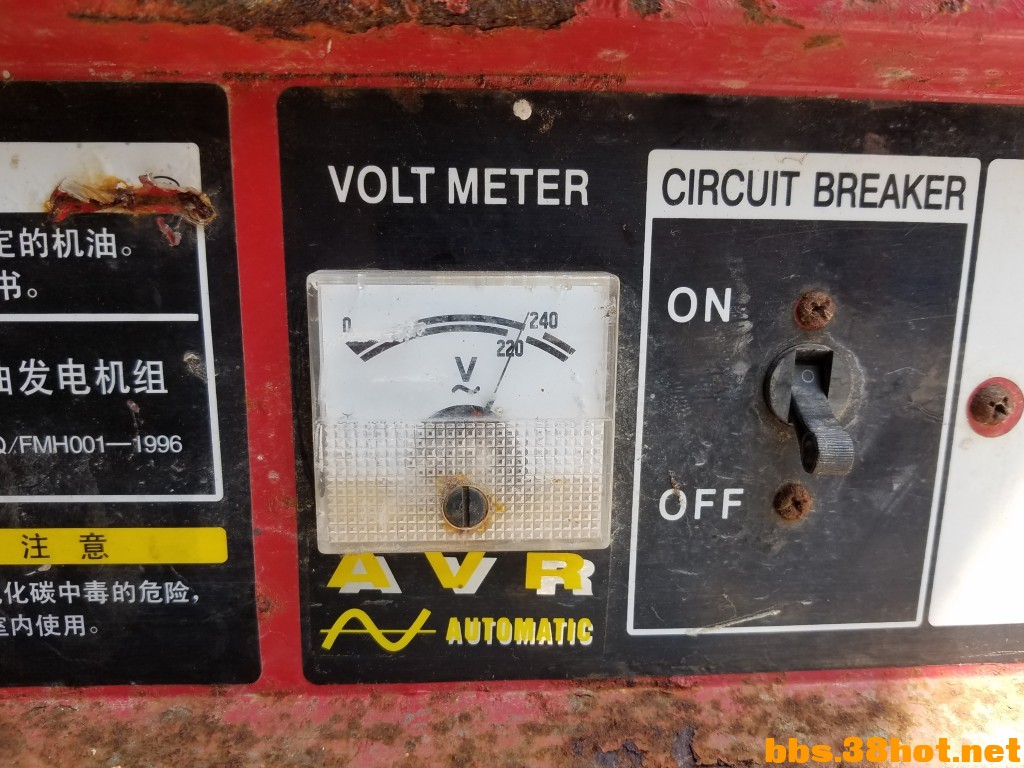 定的机油。
书。
油发电机组
Q/FMH001—1996
注 意
化碳中毒的危险，
室内使用。
VOLT METER
0
240
220
V
~
AVR
AUTOMATIC
CIRCUIT BREAKER
ON
OFF
bbs.38hot.net